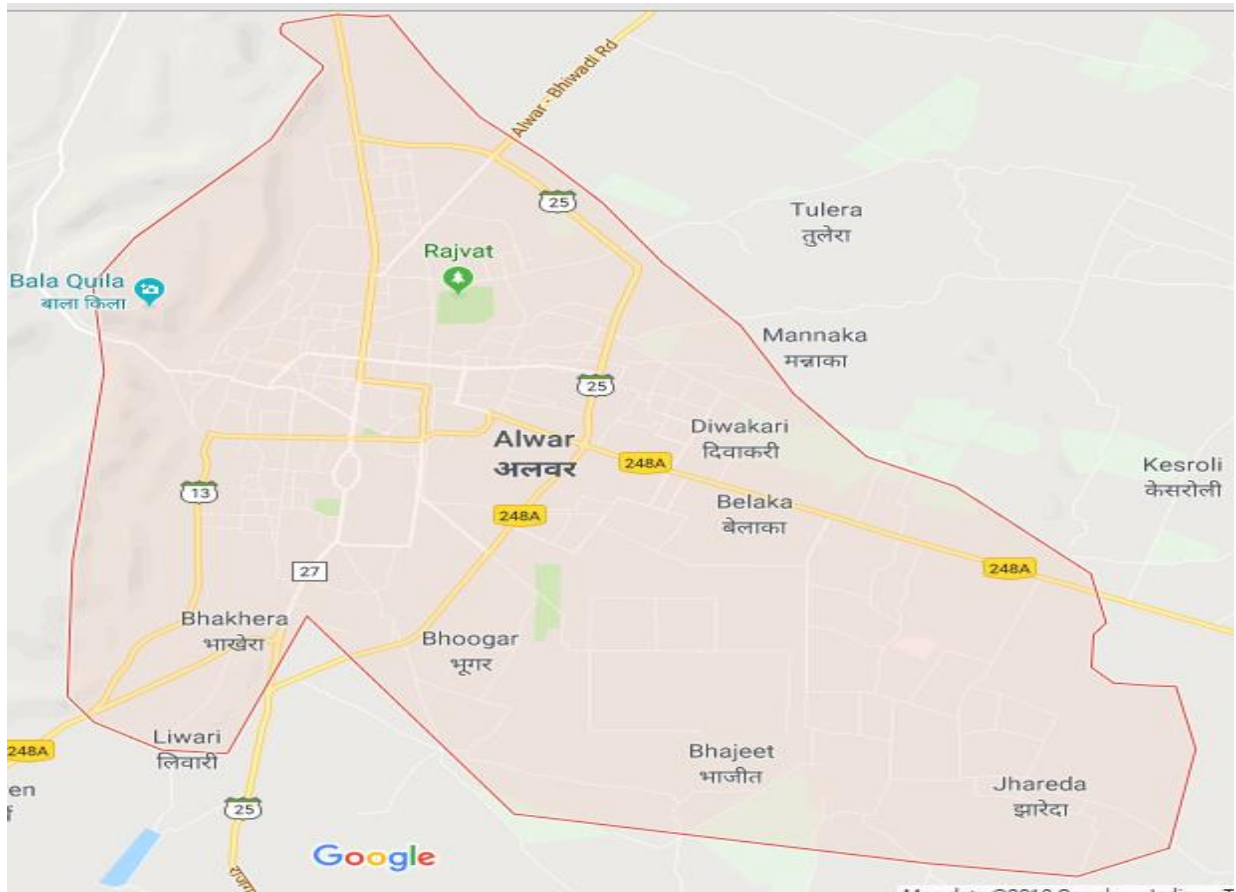 Alwar - Bhiwadi Rd
25
Tulera
तुलेरा
Rajvat
Bala Quila
बाला क़िला
Mannaka
मन्नाका
25
Diwakari
दिवाकरी
Alwar
अलवर
248A
Kesroli
केसरोली
13
Belaka
बेलाका
248A
248A
27
Bhakhera
भाखेरा
Bhoogar
भूगर
Liwari
लिवारी
248A
Bhajeet
भाजीत
Jhareda
झारेदा
en
25
Google